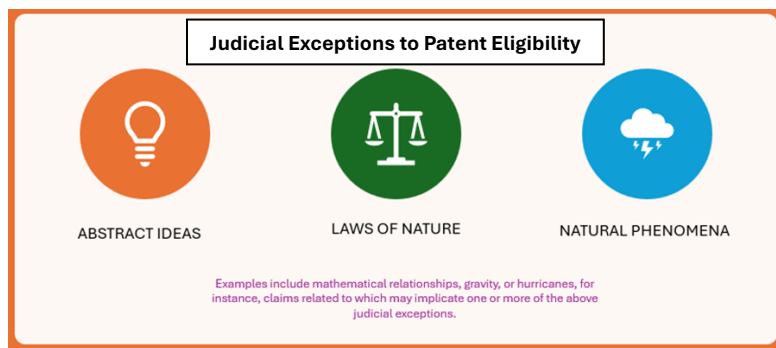 Judicial Exceptions to Patent Eligibility
ABSTRACT IDEAS
LAWS OF NATURE
NATURAL PHENOMENA
Examples include mathematical relationships, gravity, or hurricanes, for
instance, claims related to which may implicate one or more of the above
judicial exceptions.